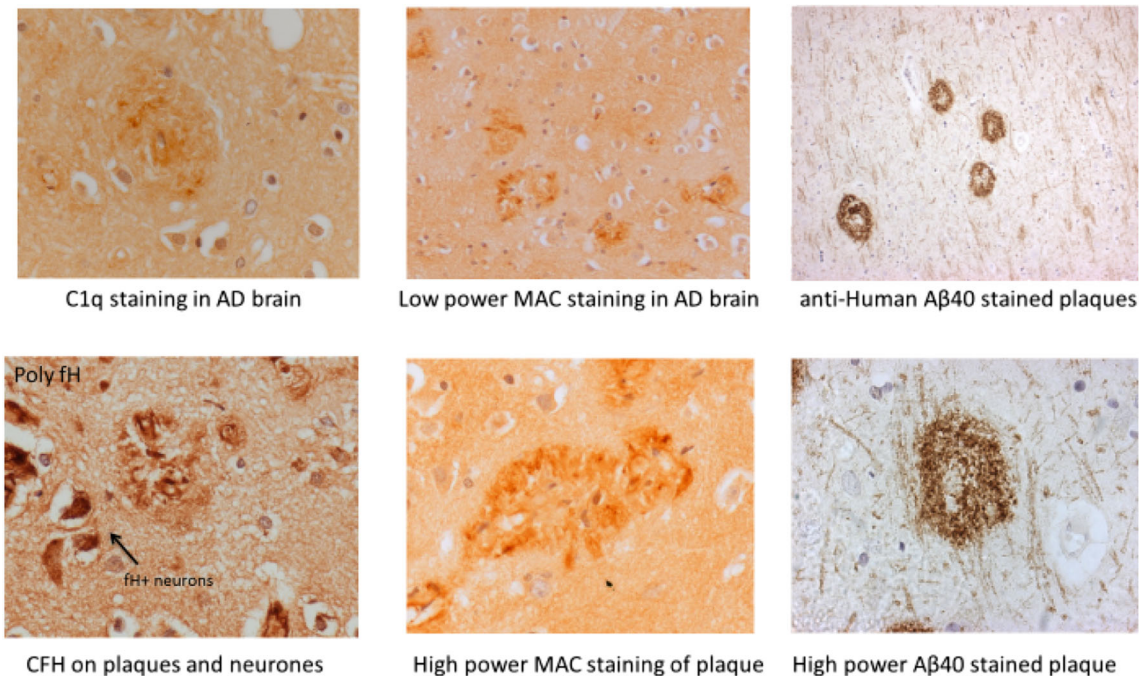 C1q staining in AD brain
Low power MAC staining in AD brain
anti-Human Aβ40 stained plaques
Poly fH
fH+ neurons
CFH on plaques and neurones
High power MAC staining of plaque
High power Aβ40 stained plaque